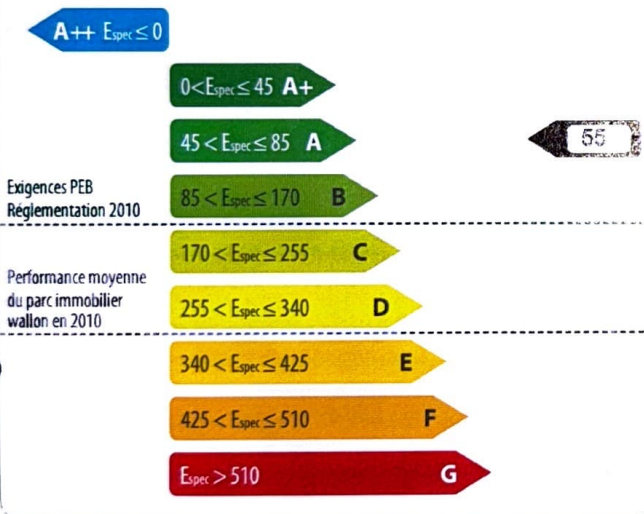 A++ Espec ≤ 0
0<Espec ≤ 45 A+
45 < Espec ≤ 85 A
55
Exigences PEB
Réglementation 2010
85 < Espec ≤ 170 B
170 < Espec ≤ 255 C
Performance moyenne
du parc immobilier
wallon en 2010
255 < Espec ≤ 340 D
340 < Espec ≤ 425 E
425 < Espec ≤ 510 F
Espec > 510 G